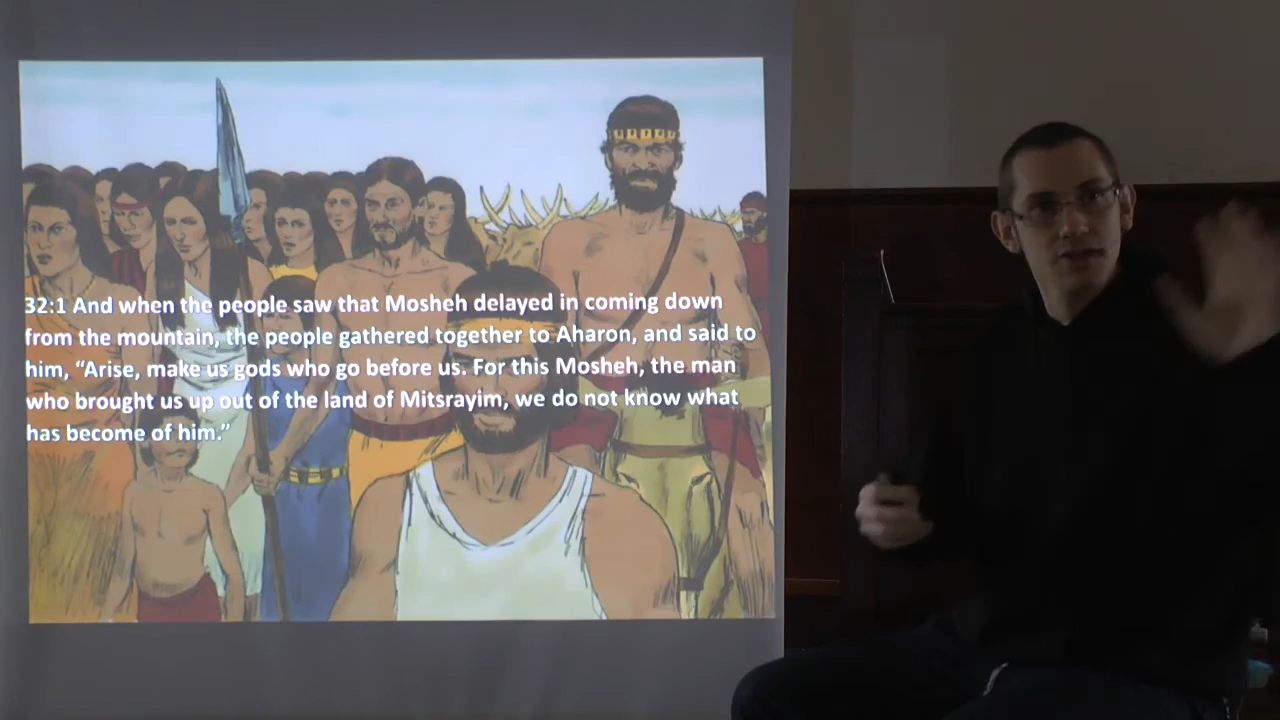 32:1 And when the people saw that Mosheh delayed in coming down
from the mountain, the people gathered together to Aharon, and said to
him, “Arise, make us gods who go before us. For this Mosheh, the man
who brought us up out of the land of Mitsrayim, we do not know what
has become of him.”